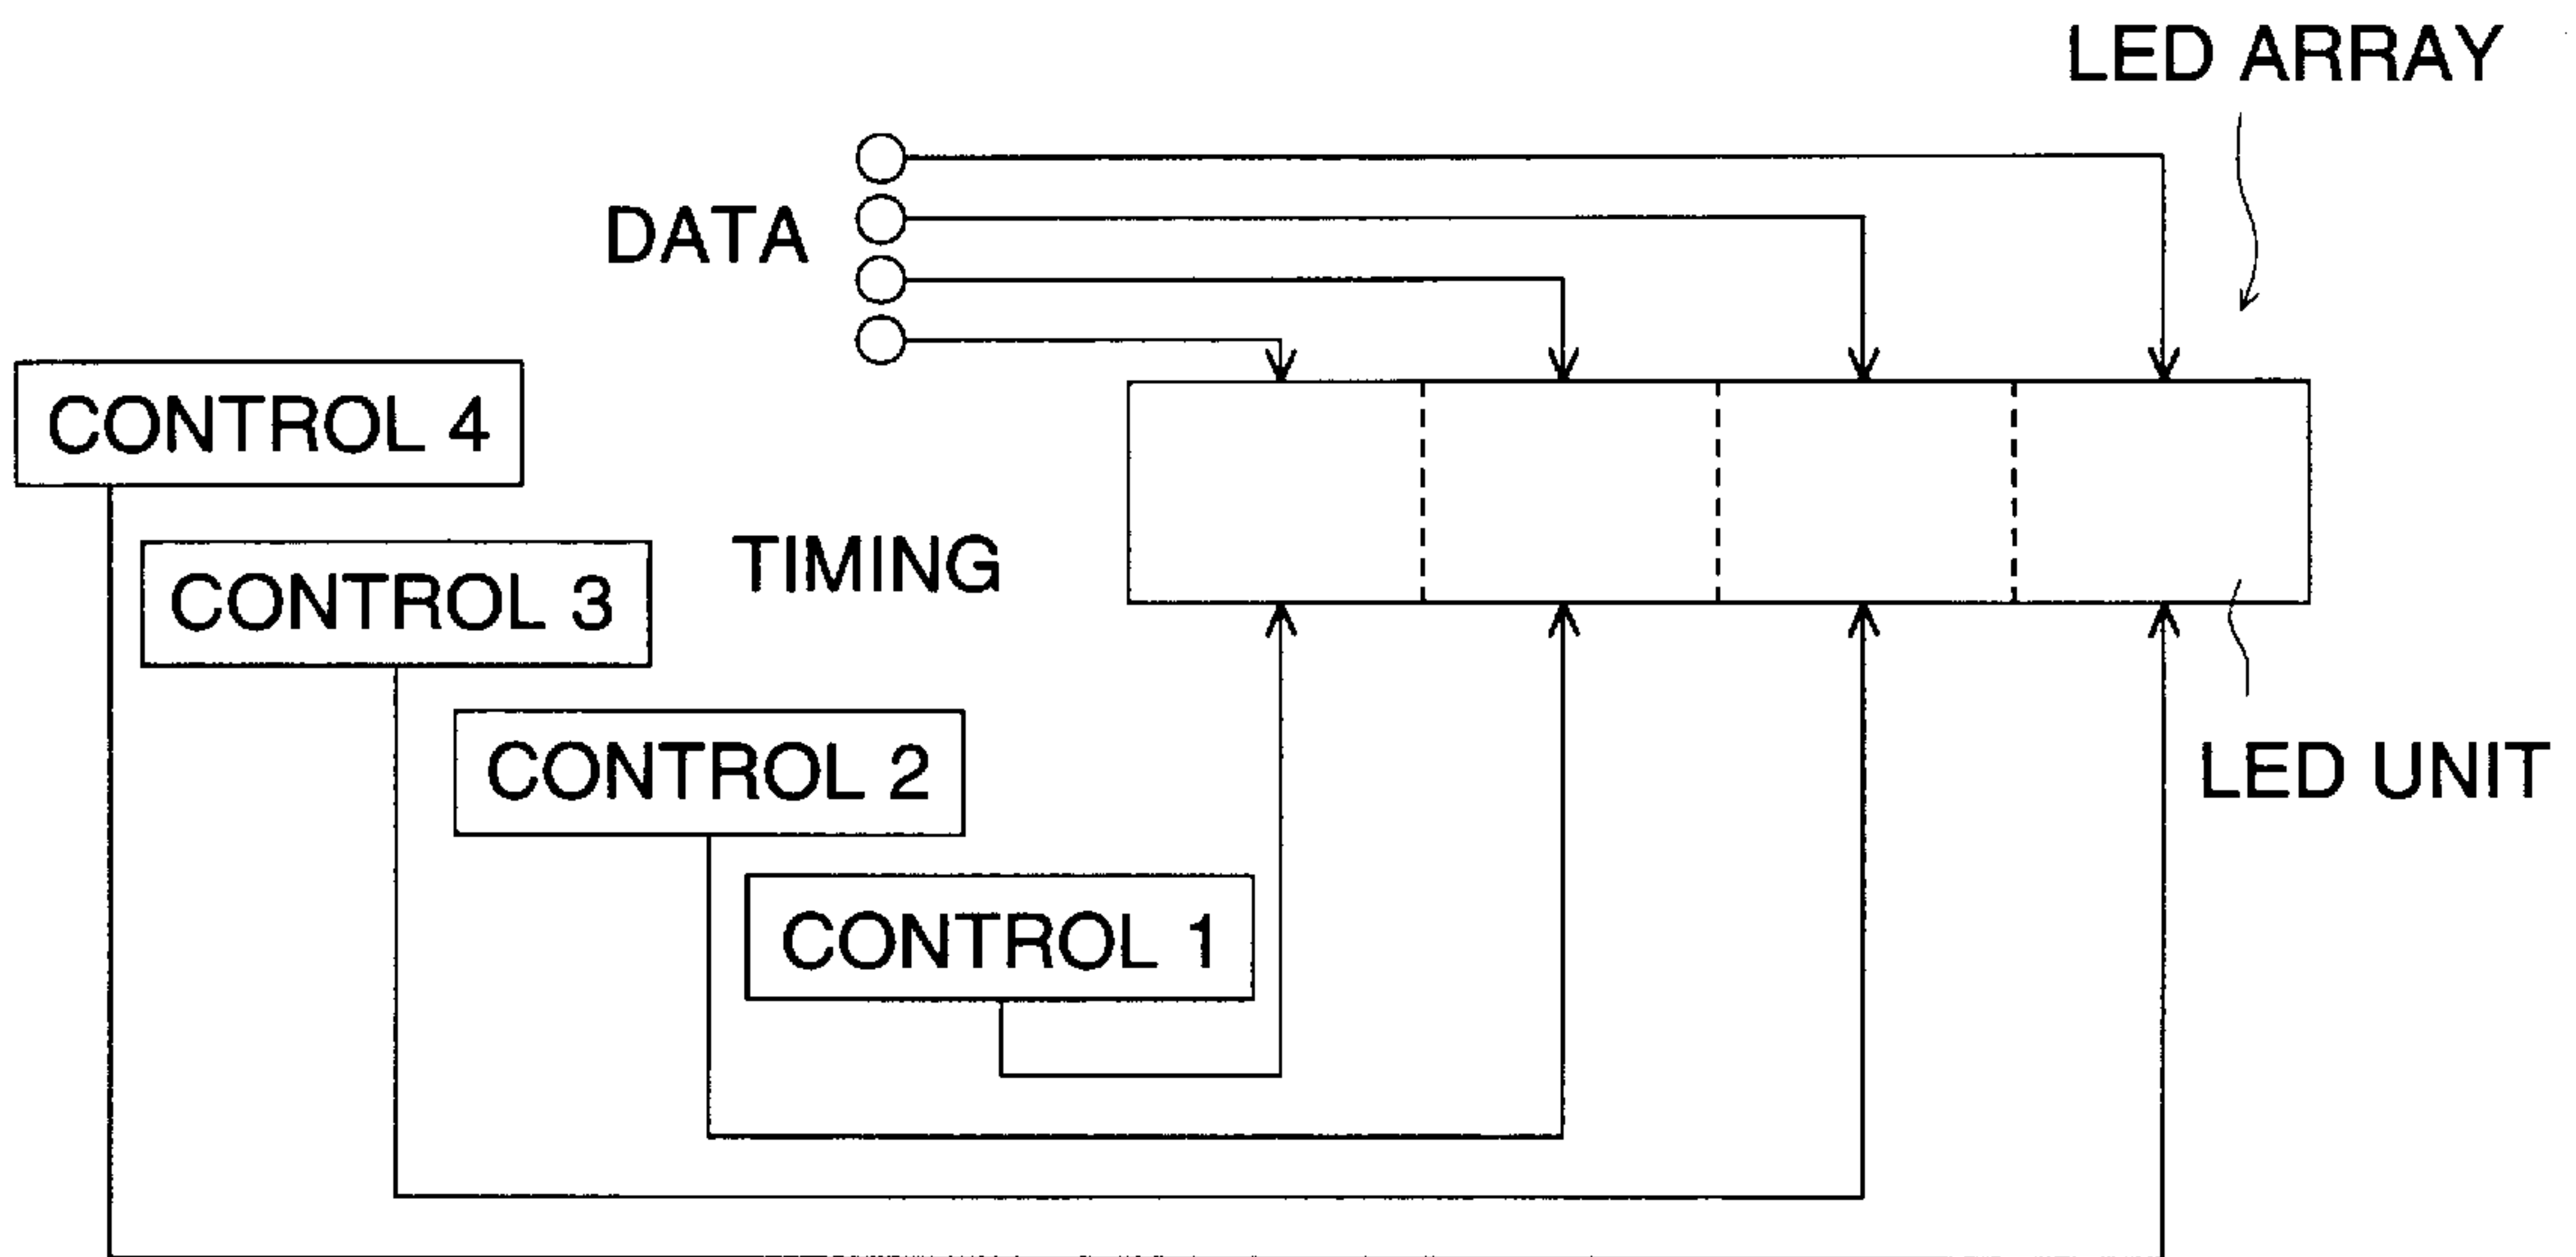 LED ARRAY
DATA
CONTROL 4
TIMING
CONTROL 3
CONTROL 2
LED UNIT
CONTROL 1